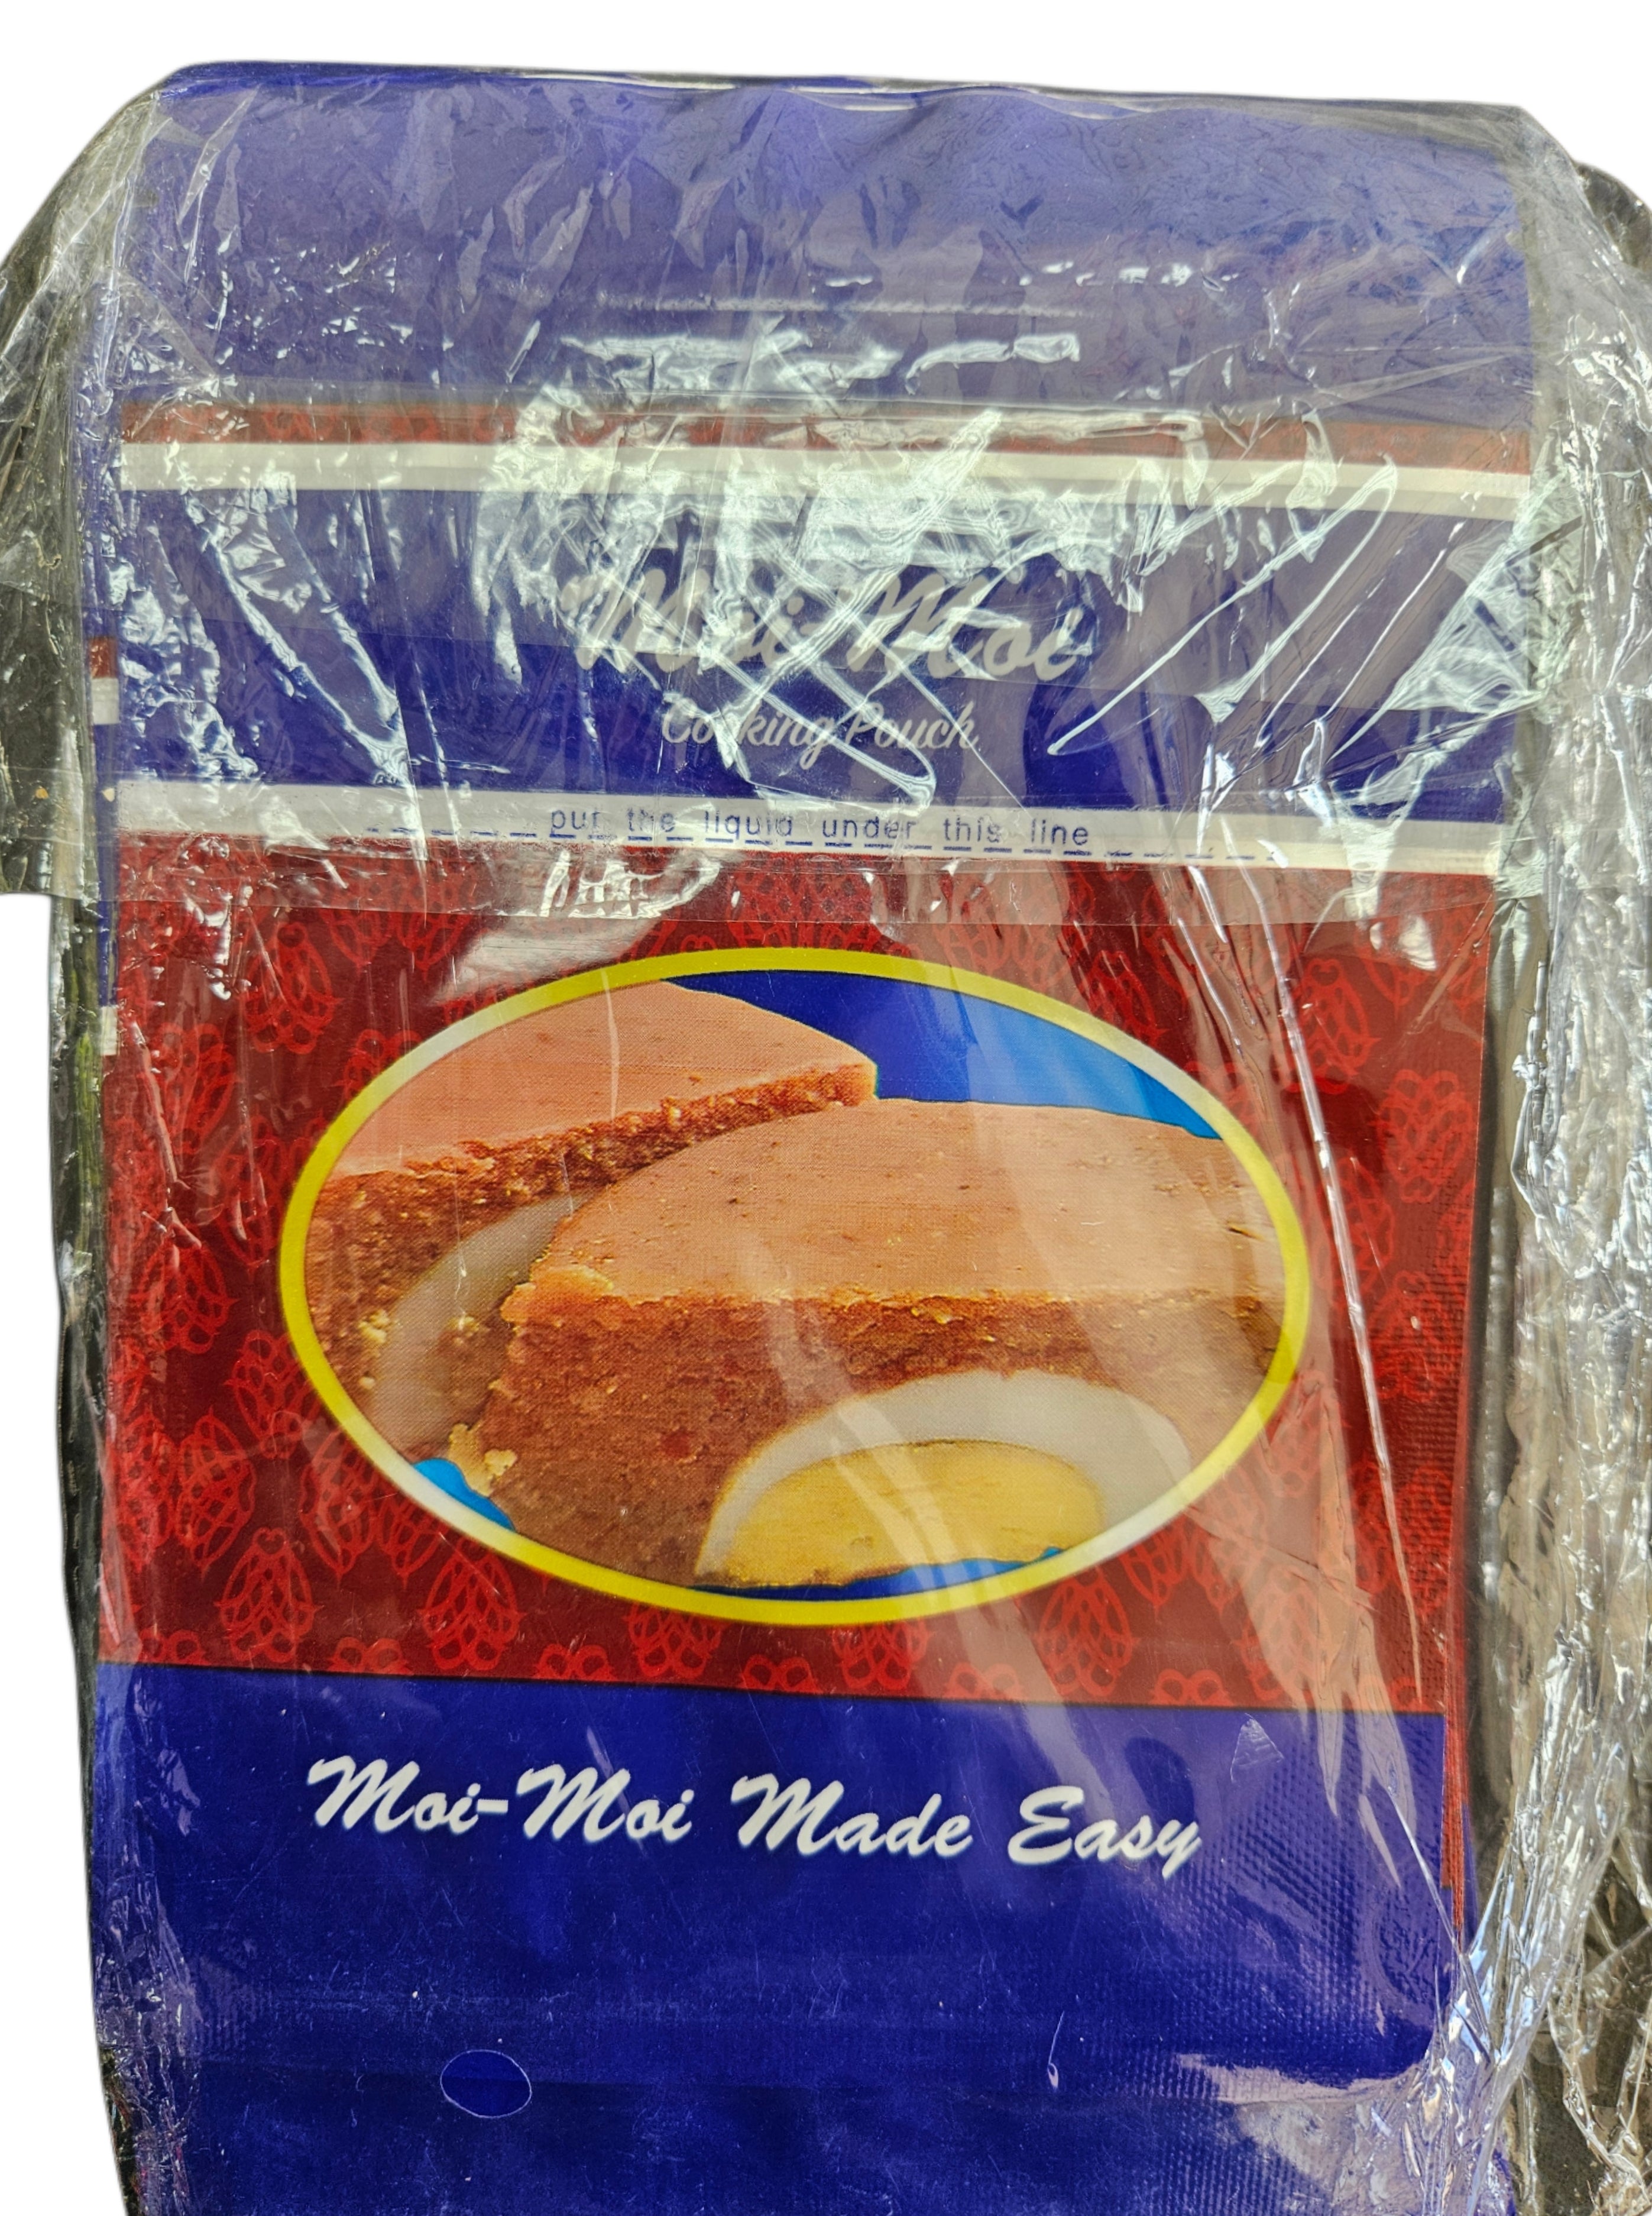 Moi-Moi
Cooking Pouch
put the liquid under this line
Moi-Moi Made Easy